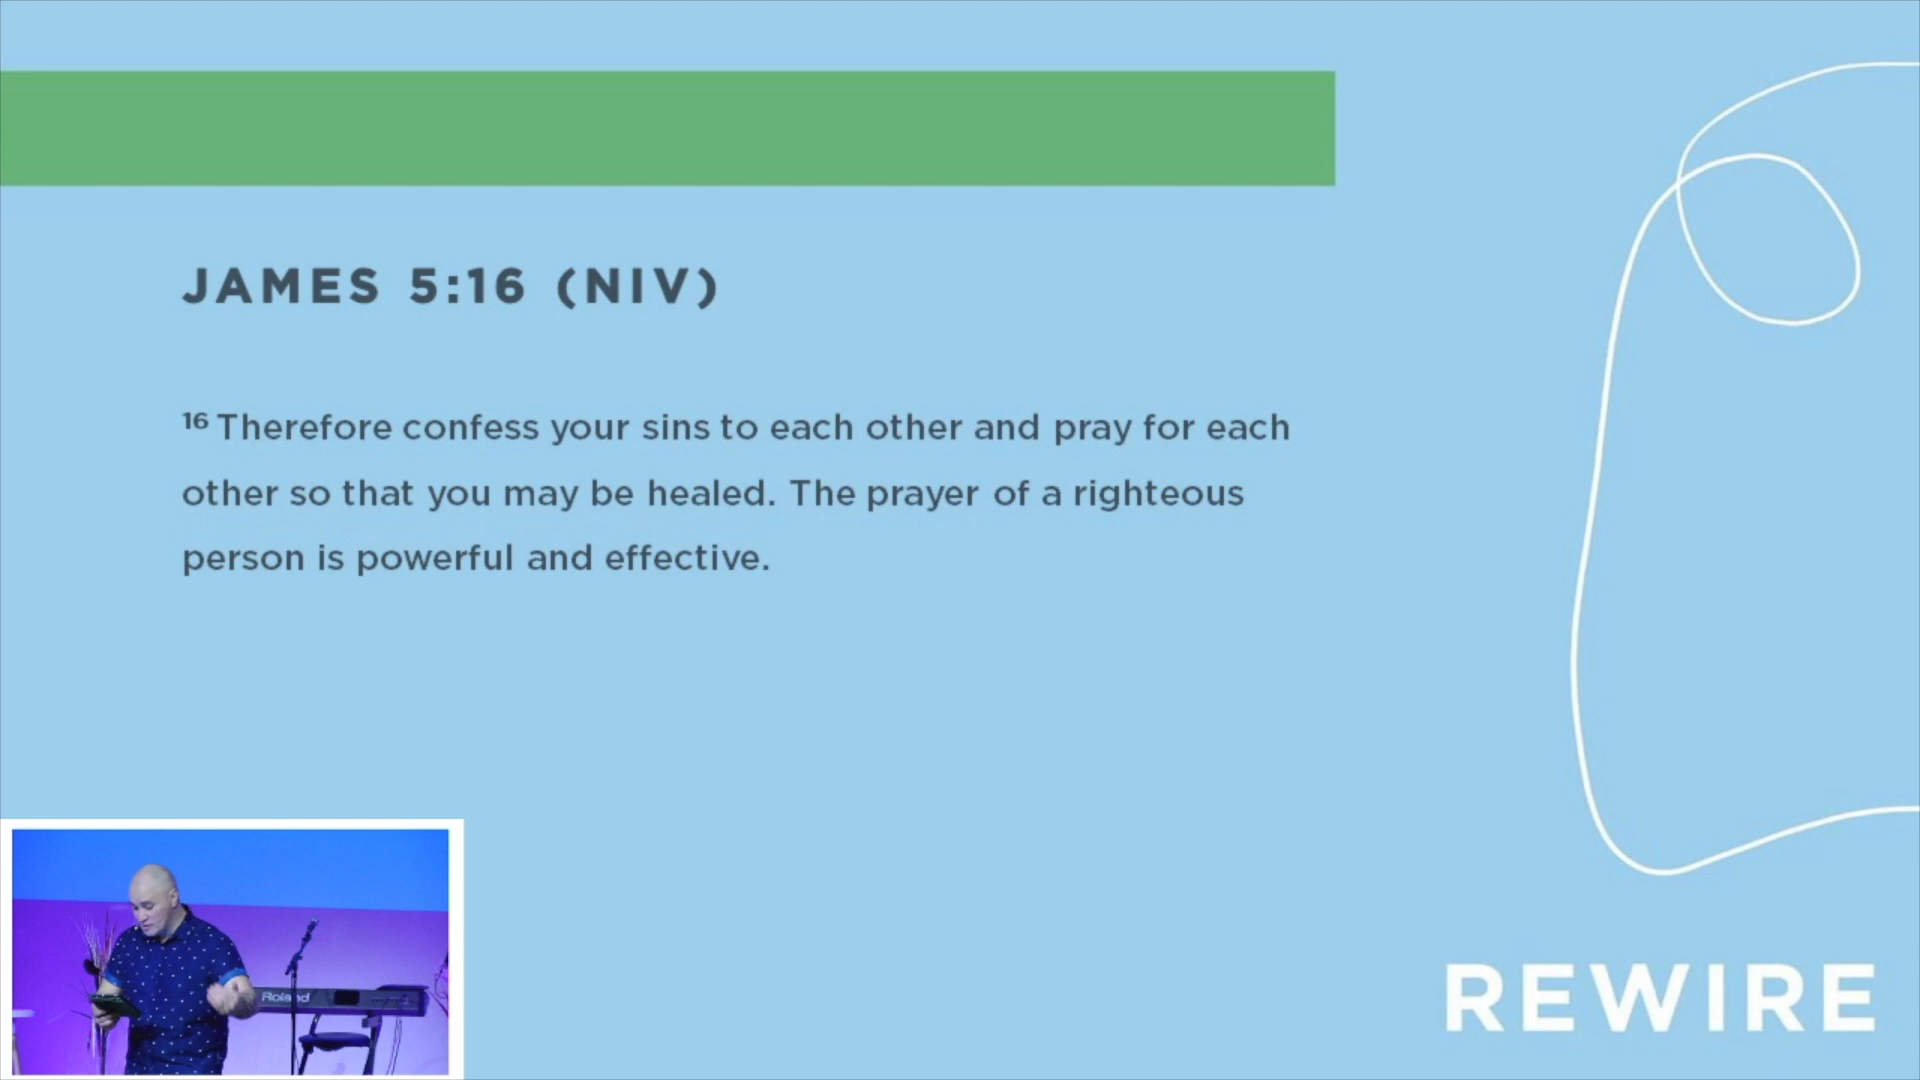 JAMES 5:16 (NIV)
16 Therefore confess your sins to each other and pray for each
other so that you may be healed. The prayer of a righteous
person is powerful and effective.
Roland
REWIRE